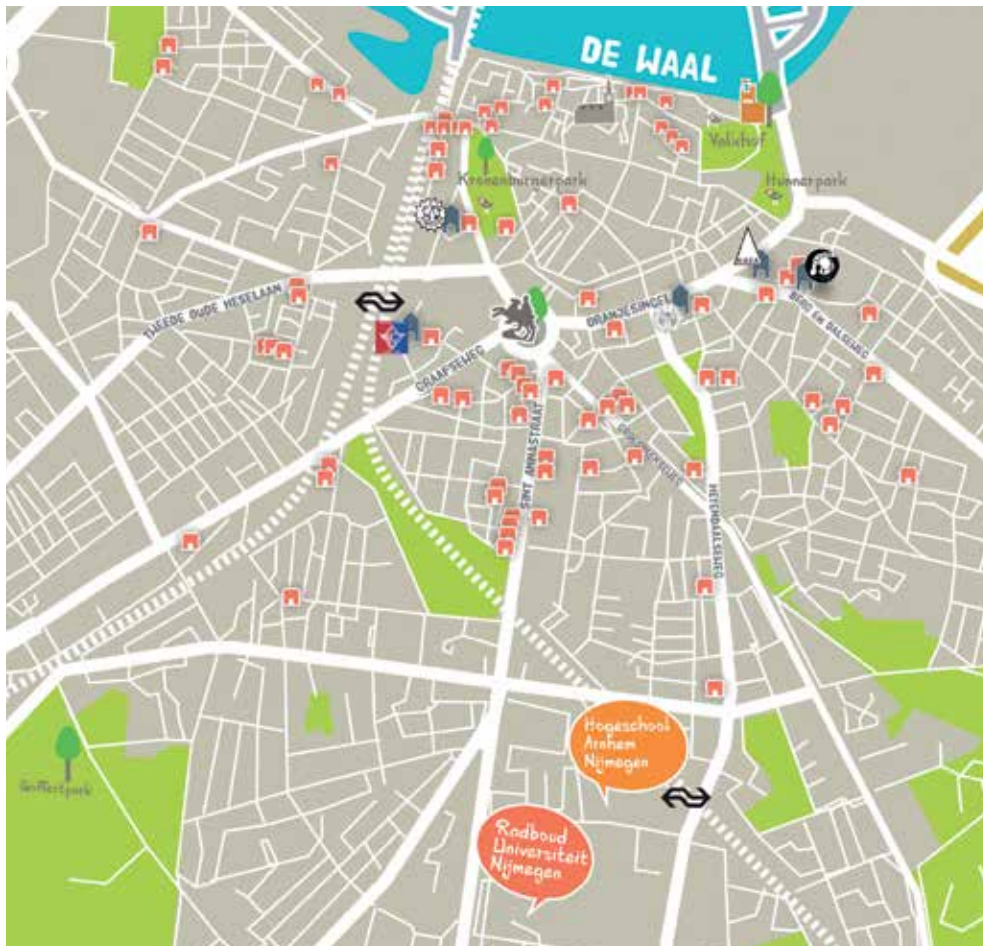 DE WAAL
Valkhof
Kronenburgerpark
Hunnerpark
TWEEDE OUDE HESELAAN
ORANJESINGEL
BERG EN DALSEWEG
GRAAFSEWEG
SINT ANNASTRAAT
HEYENDAALSEWEG
Hogeschool
Arnhem
Nijmegen
Goffertpark
Radboud
Universiteit
Nijmegen